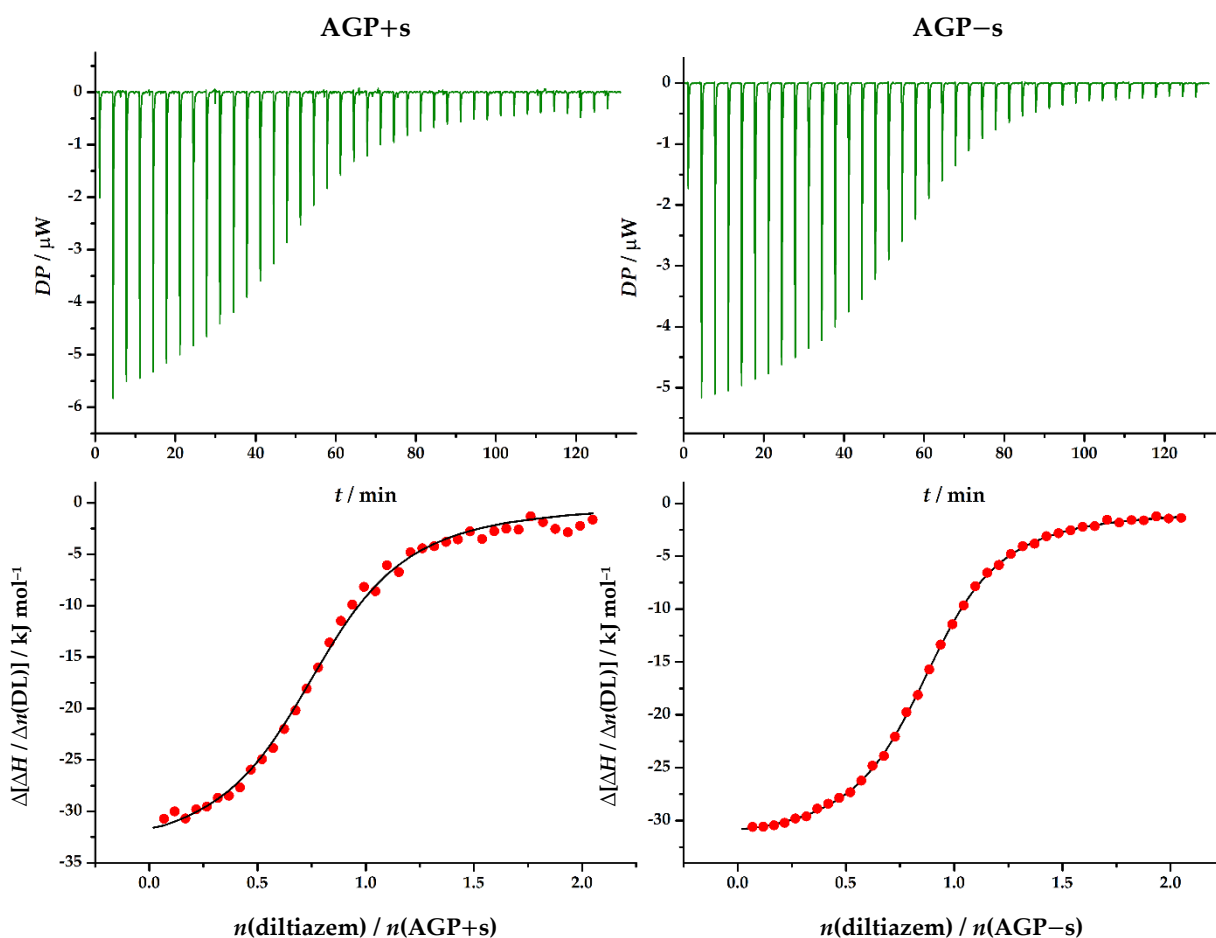 AGP+s
0
-1
-2
-3
-4
-5
-6
DP / µW
0 20 40 60 80 100 120
t / min
AGP−s
0
-1
-2
-3
-4
-5
DP / µW
0 20 40 60 80 100 120
t / min
0
-5
-10
-15
-20
-25
-30
-35
Δ[ΔH / Δn(DL)] / kJ mol⁻¹
0.0 0.5 1.0 1.5 2.0
n(diltiazem) / n(AGP+s)
0
-5
-10
-15
-20
-25
-30
Δ[ΔH / Δn(DL)] / kJ mol⁻¹
0.0 0.5 1.0 1.5 2.0
n(diltiazem) / n(AGP−s)